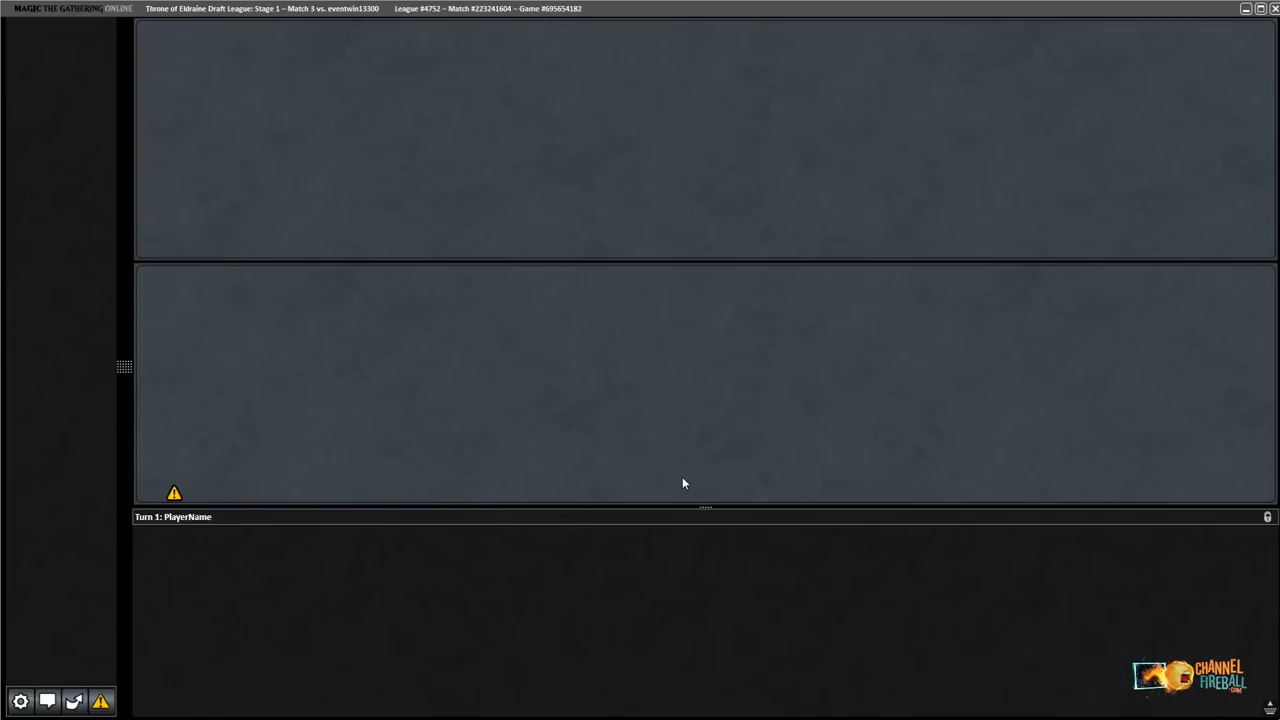 MAGIC THE GATHERING ONLINE Throne of Eldraine Draft League: Stage 1 – Match 3 vs. eventwin13300 League #4752 – Match #223241604 – Game #695654182
Turn 1: PlayerName
CHANNEL
FIREBALL
.COM